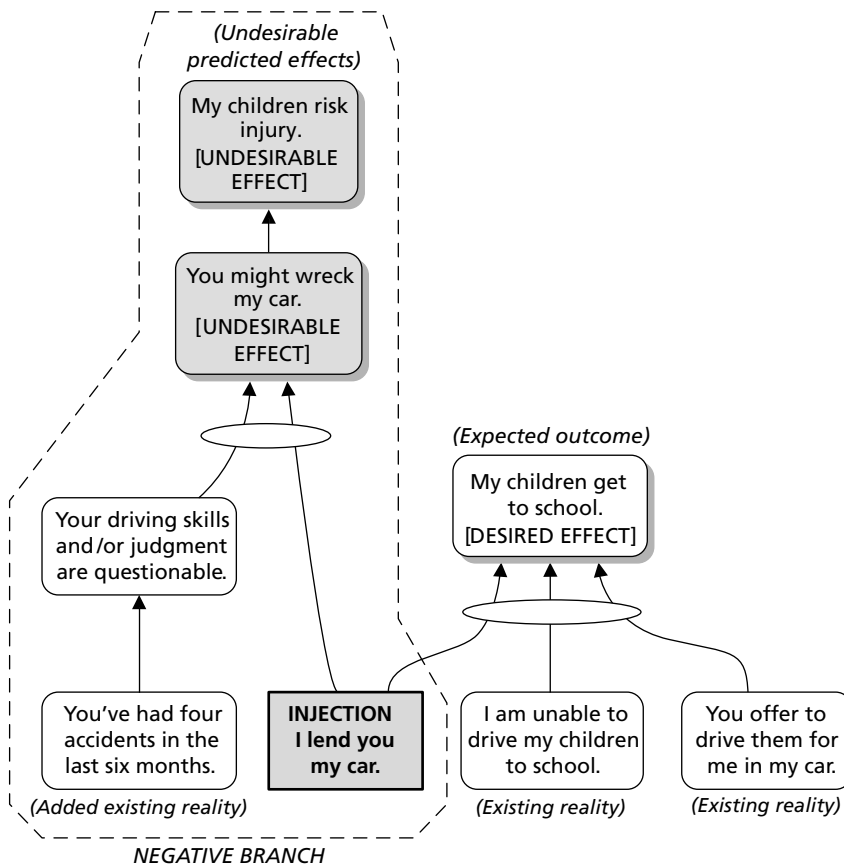 (Undesirable
predicted effects)
My children risk
injury.
[UNDESIRABLE
EFFECT]
You might wreck
my car.
[UNDESIRABLE
EFFECT]
(Expected outcome)
My children get
to school.
[DESIRED EFFECT]
Your driving skills
and/or judgment
are questionable.
You've had four
accidents in the
last six months.
(Added existing reality)
INJECTION
I lend you
my car.
I am unable to
drive my children
to school.
(Existing reality)
You offer to
drive them for
me in my car.
(Existing reality)
NEGATIVE BRANCH